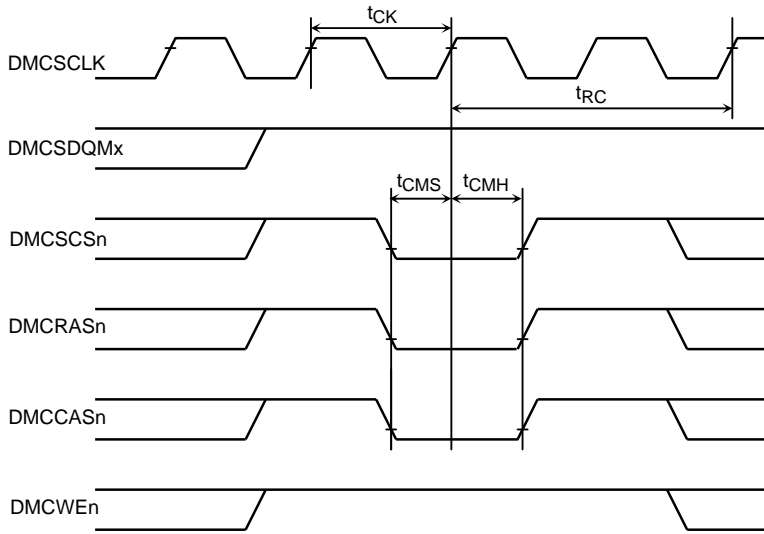 tCK
DMCSCLK
tRC
DMCSDQMx
tCMS tCMH
DMCSCSn
DMCRASn
DMCCASn
DMCWEn